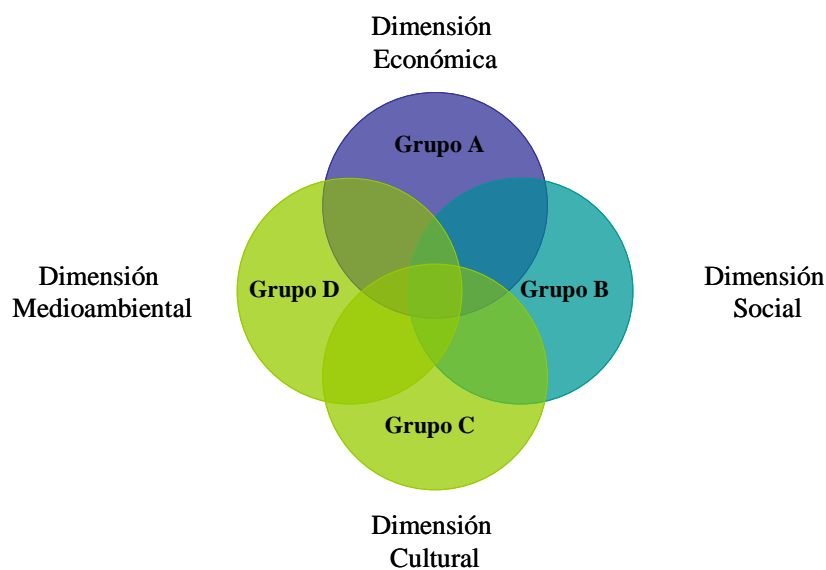 Dimensión
Económica
Grupo A
Dimensión
Medioambiental
Grupo D
Grupo B
Dimensión
Social
Grupo C
Dimensión
Cultural